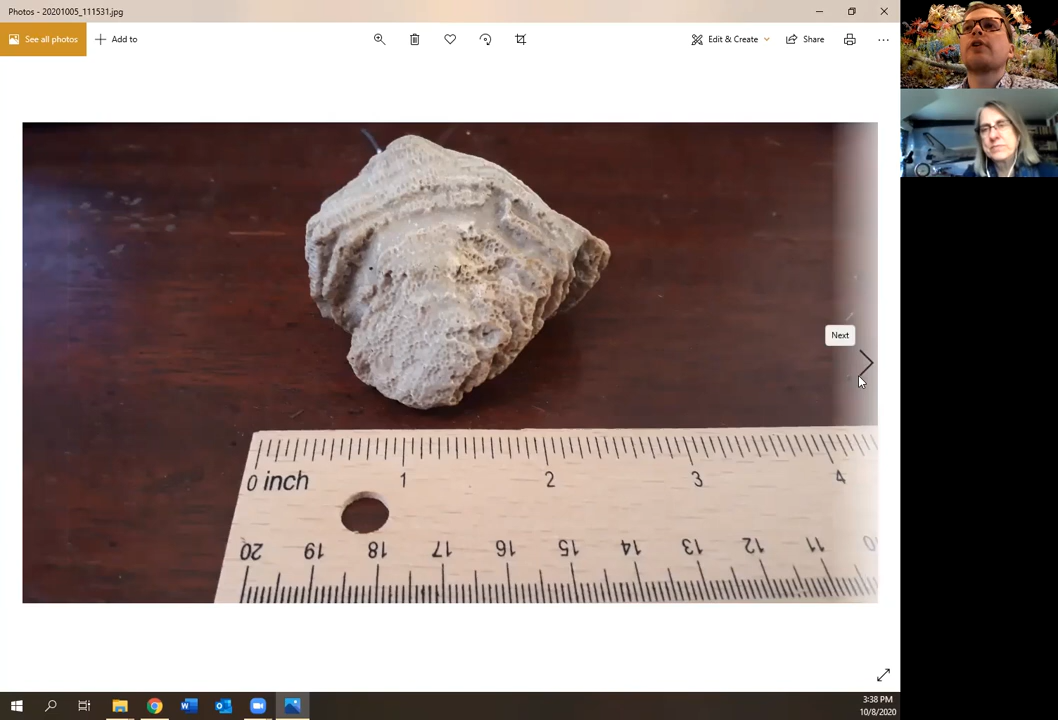 Photos - 20201005_111531.jpg
See all photos
Add to
Edit & Create
Share
Next
0 inch 1 2 3 4
20 19 18 17 16 15 14 13 12 11 10
3:38 PM
10/8/2020